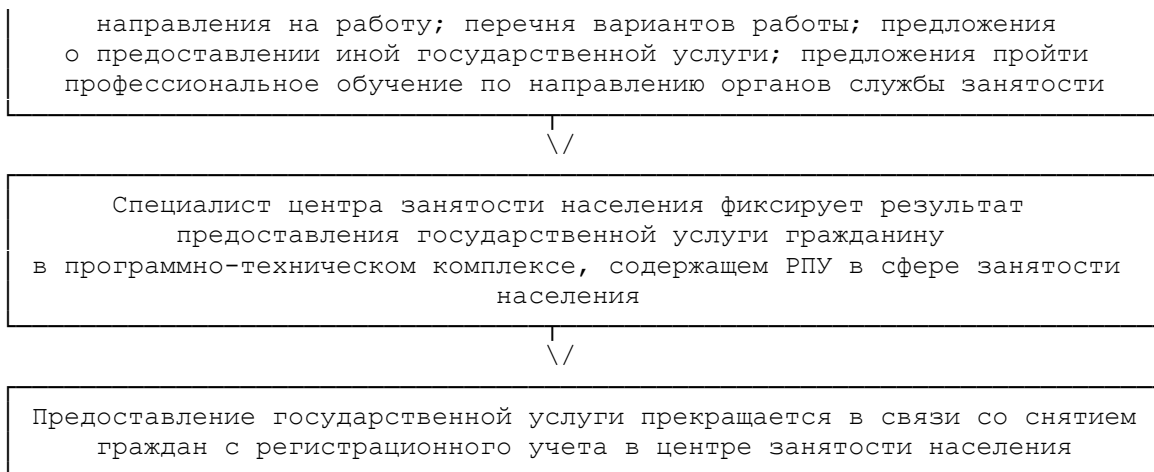 направления на работу; перечня вариантов работы; предложения
о предоставлении иной государственной услуги; предложения пройти
профессиональное обучение по направлению органов службы занятости
\/
Специалист центра занятости населения фиксирует результат
предоставления государственной услуги гражданину
в программно-техническом комплексе, содержащем РПУ в сфере занятости
населения
\/
Предоставление государственной услуги прекращается в связи со снятием
граждан с регистрационного учета в центре занятости населения